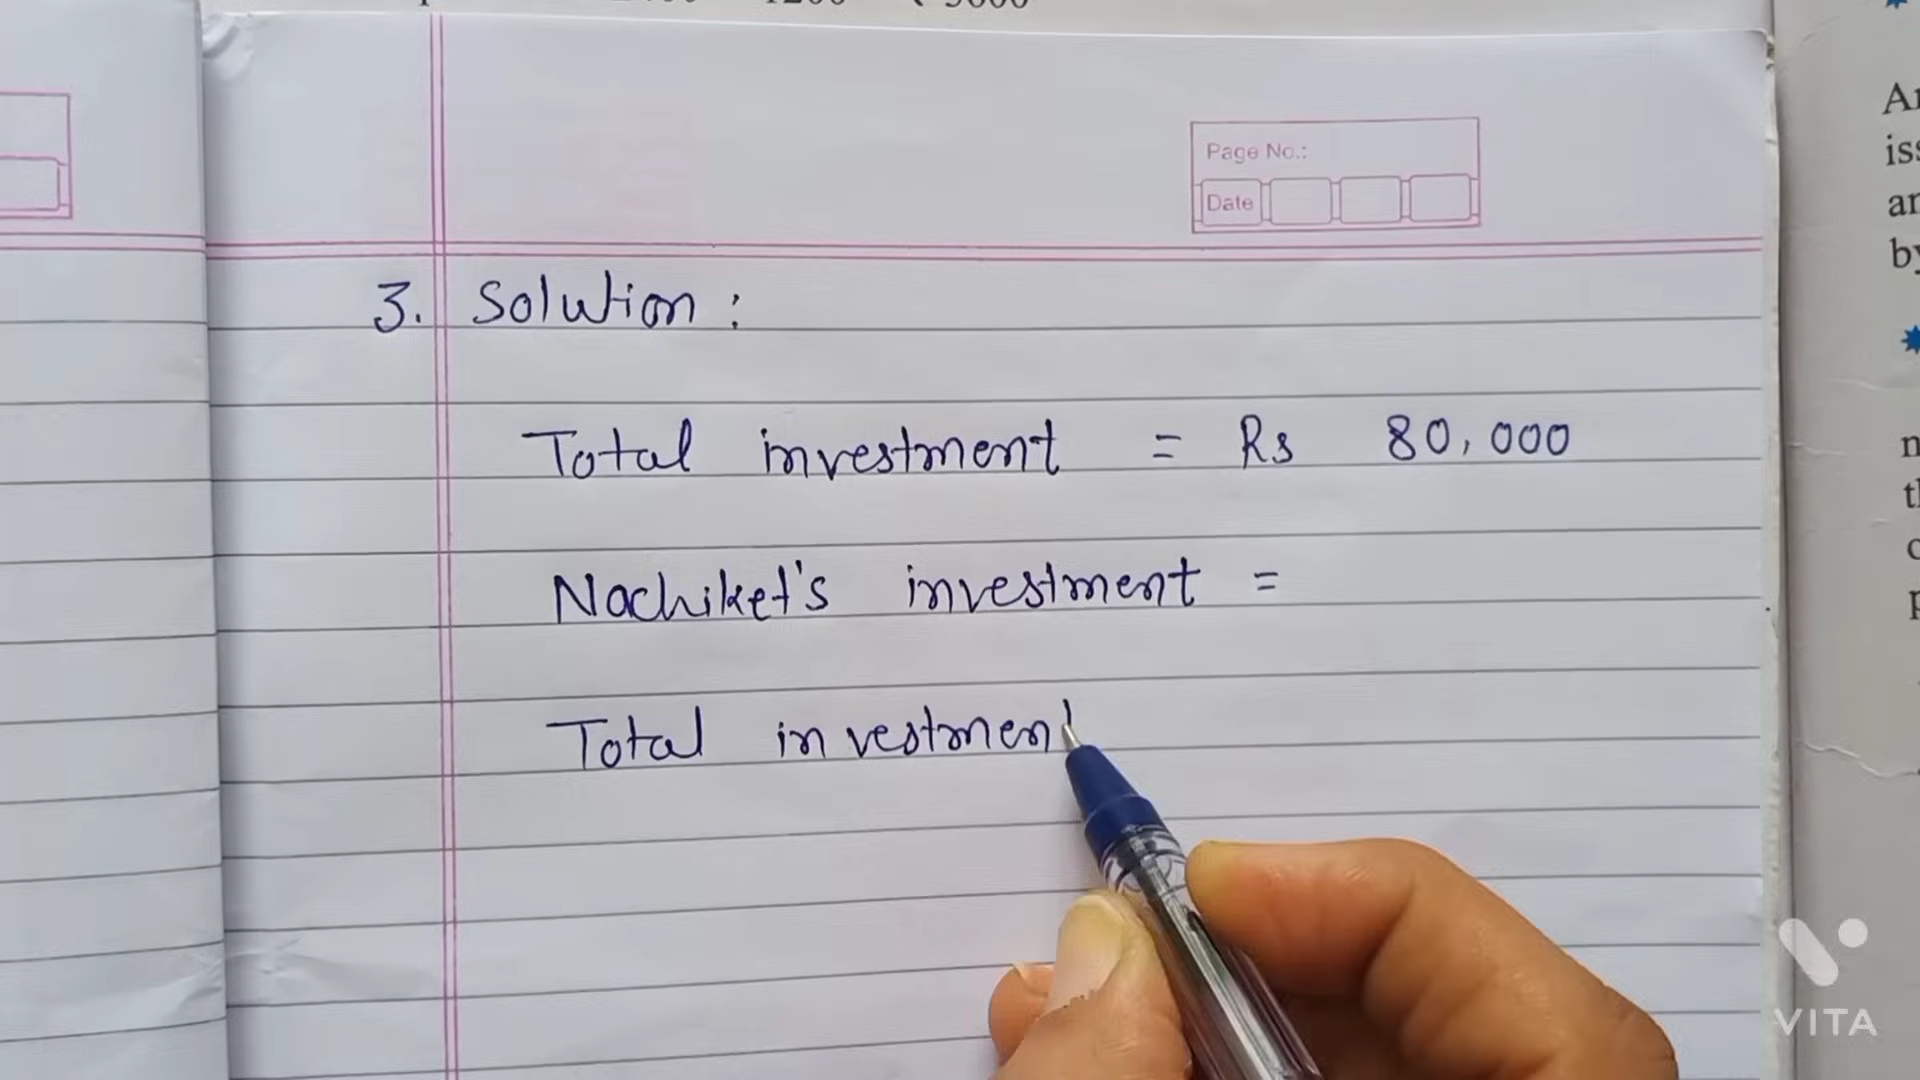 Page No.:
Date
3. Solution :
Total investment = Rs 80,000
Nachiket's investment =
Total investment
VITA